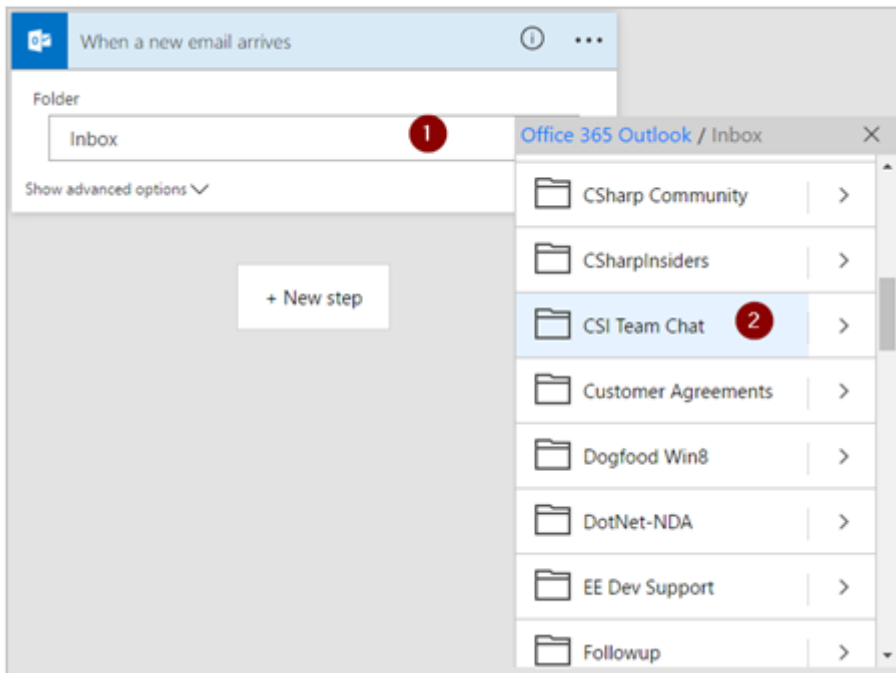 When a new email arrives
Folder
Inbox
1
Show advanced options
+ New step
Office 365 Outlook / Inbox
CSharp Community
CSharpInsiders
CSI Team Chat
2
Customer Agreements
Dogfood Win8
DotNet-NDA
EE Dev Support
Followup